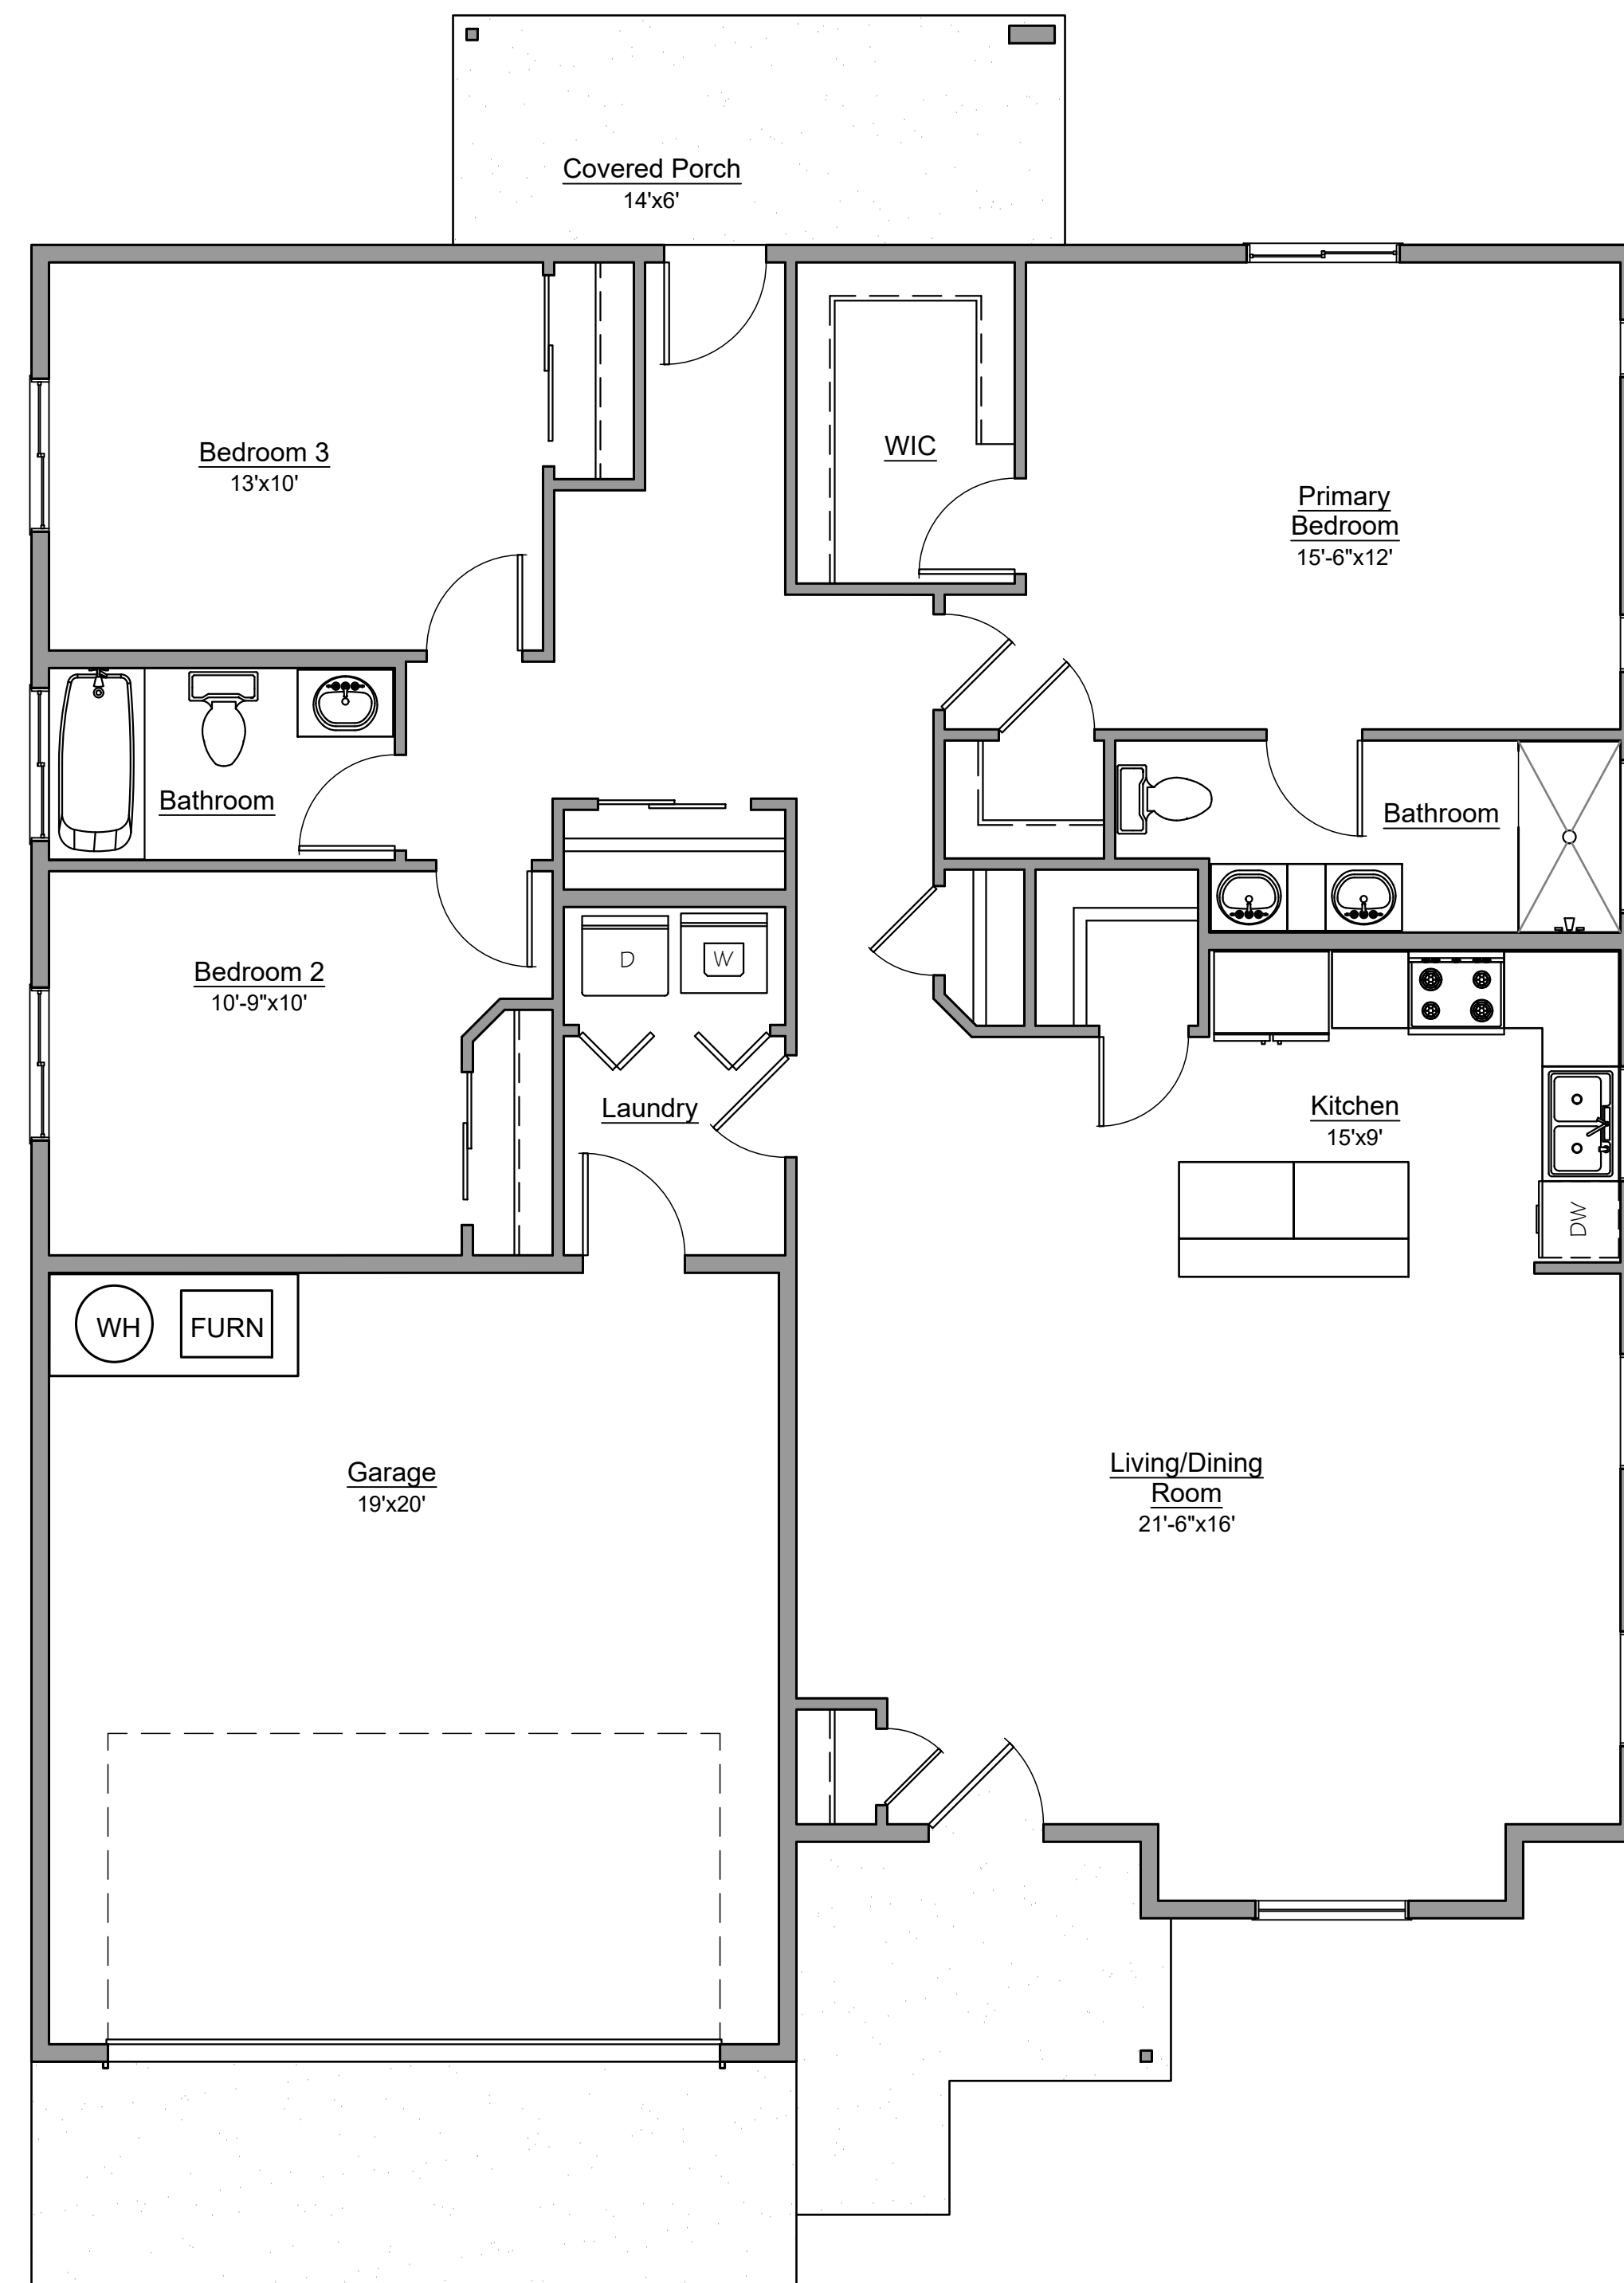 Covered Porch
14'x6'
Bedroom 3
13'x10'
WIC
Primary
Bedroom
15'-6"x12'
Bathroom
Bathroom
Bedroom 2
10'-9"x10'
D
W
Laundry
Kitchen
15'x9'
DW
WH
FURN
Garage
19'x20'
Living/Dining
Room
21'-6"x16'